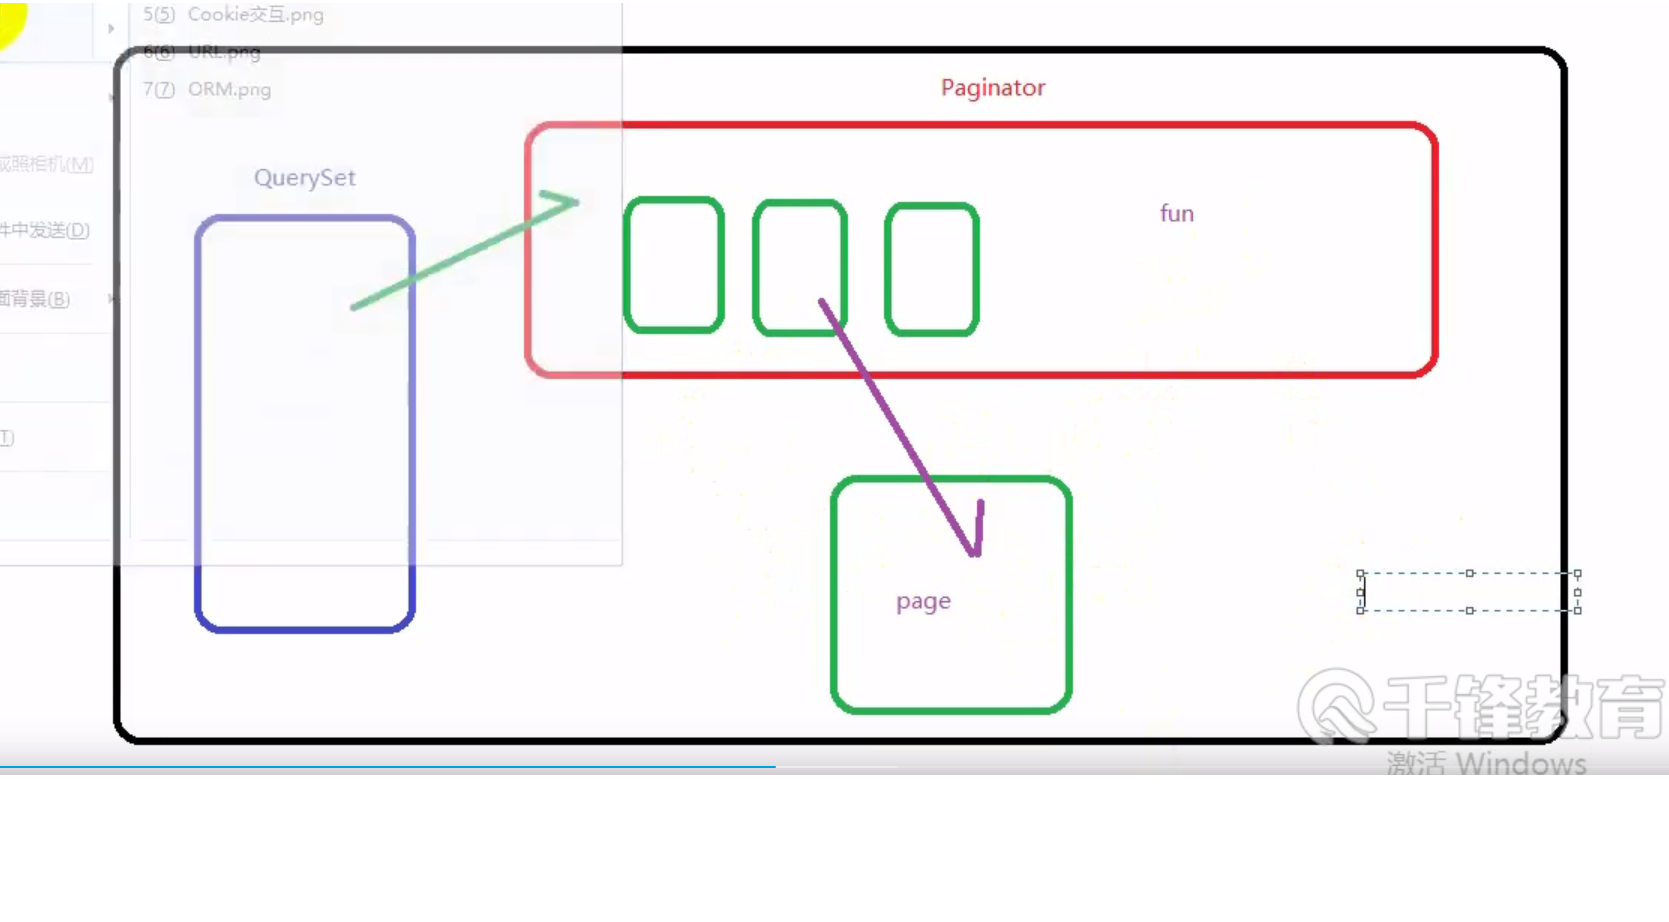 5(5) Cookie交互.png
6(6) URL.png
7(7) ORM.png
Paginator
成照相机(M)
QuerySet
fun
件中发送(D)
面背景(B)
T)
page
千锋教育
激活 Windows